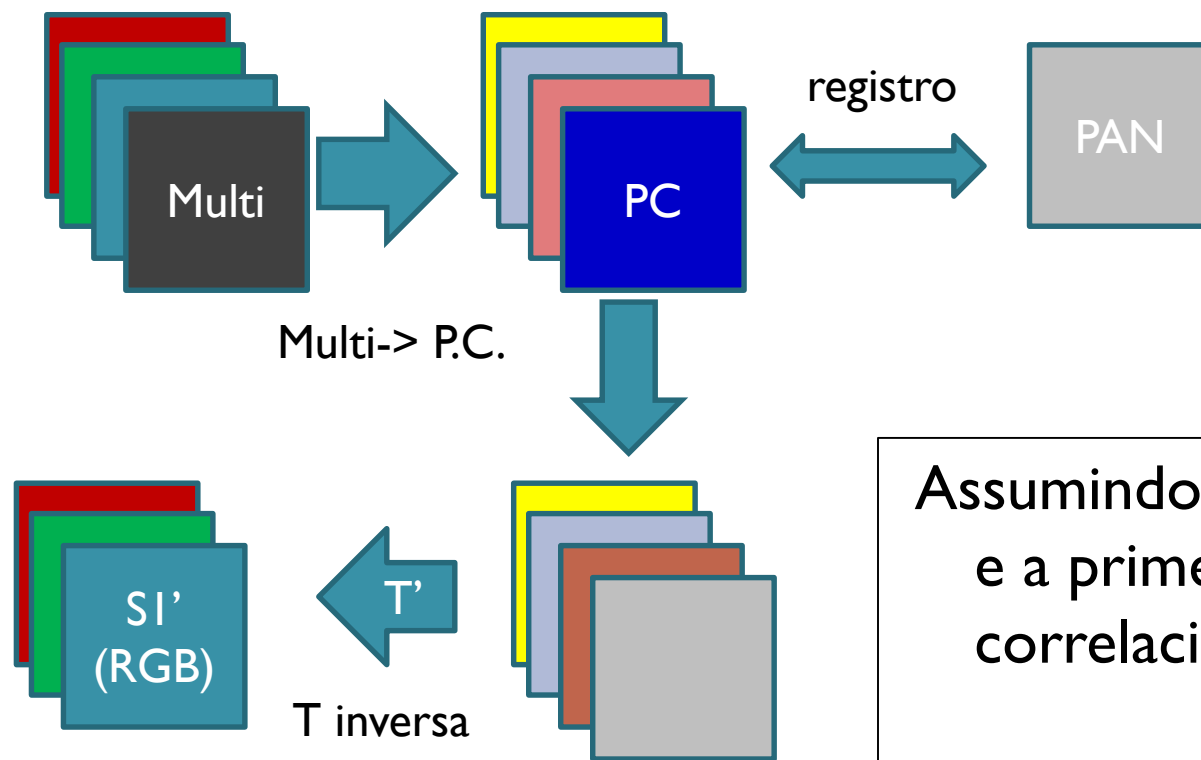 registro
PAN
Multi
PC
Multi-> P.C.
Assumindo
e a prime
correlaci
S1'
(RGB)
T'
T inversa